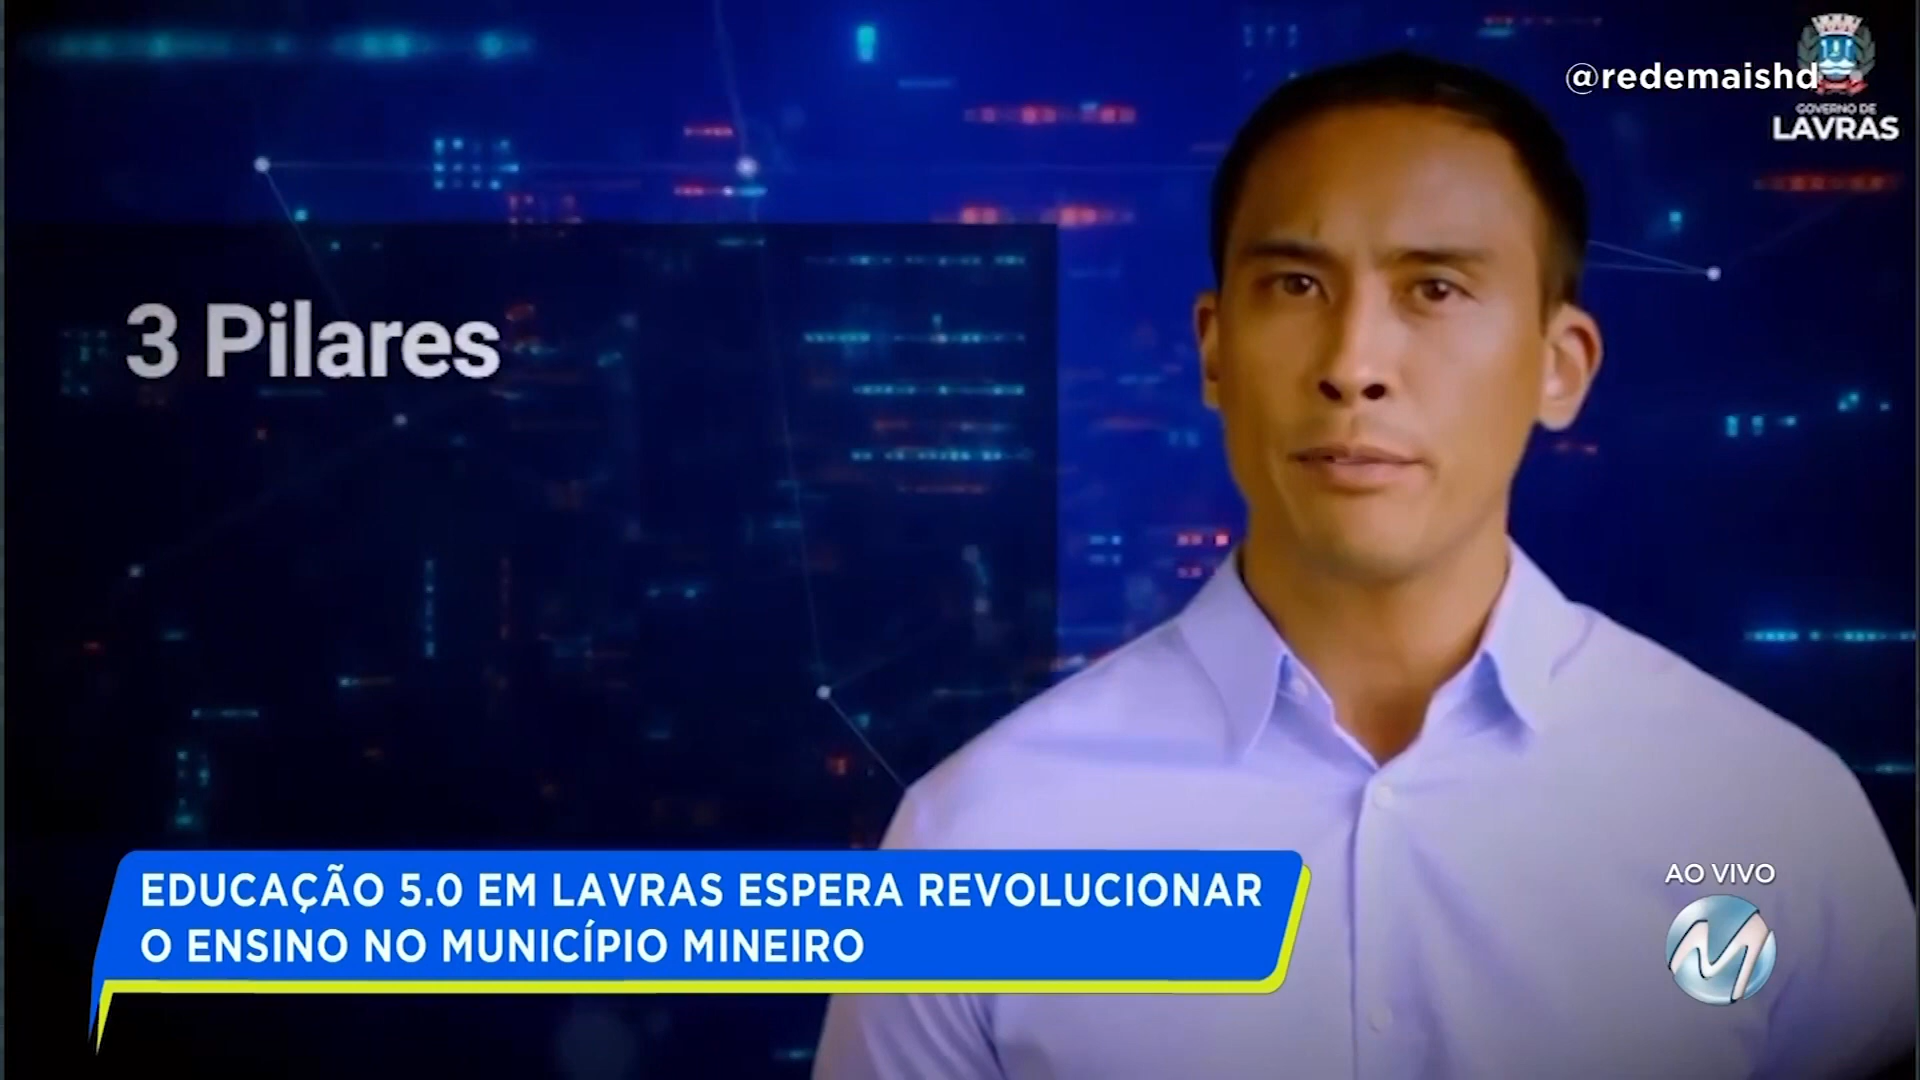 @redemaishd
GOVERNO DE
LAVRAS
3 Pilares
EDUCAÇÃO 5.0 EM LAVRAS ESPERA REVOLUCIONAR
O ENSINO NO MUNICÍPIO MINEIRO
AO VIVO
M